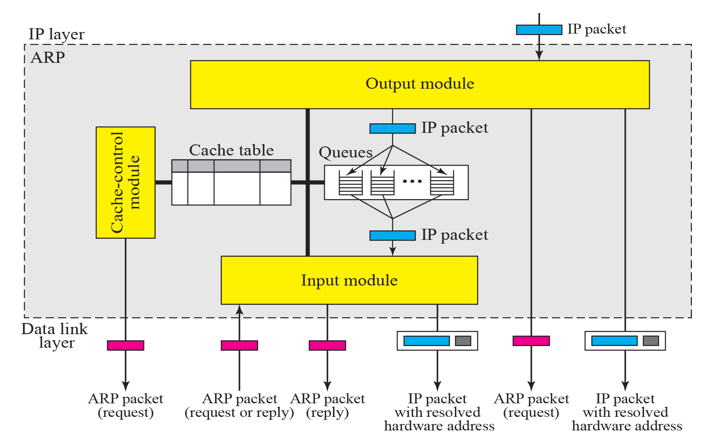 IP packet
IP layer
ARP
Output module
IP packet
Cache-control
module
Cache table
Queues
IP packet
Input module
Data link
layer
ARP packet
(request)
ARP packet
(request or reply)
ARP packet
(reply)
IP packet
with resolved
hardware address
ARP packet
(request)
IP packet
with resolved
hardware address